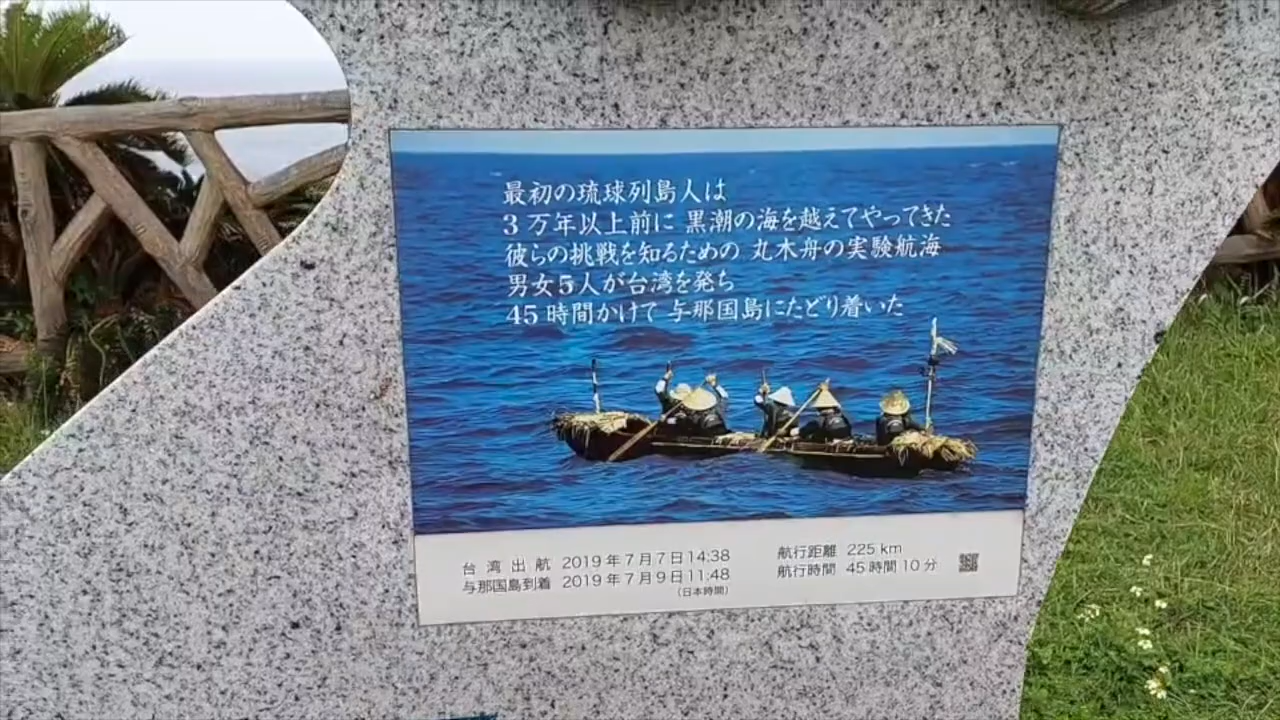 最初の琉球列島人は
3万年以上前に 黒潮の海を越えてやってきた
彼らの挑戦を知るための 丸木舟の実験航海
男女5人が台湾を発ち
45時間かけて 与那国島にたどり着いた
台湾出航 2019年7月7日14:38
与那国島到着 2019年7月9日11:48
(日本時間)
航行距離 225 km
航行時間 45時間10分